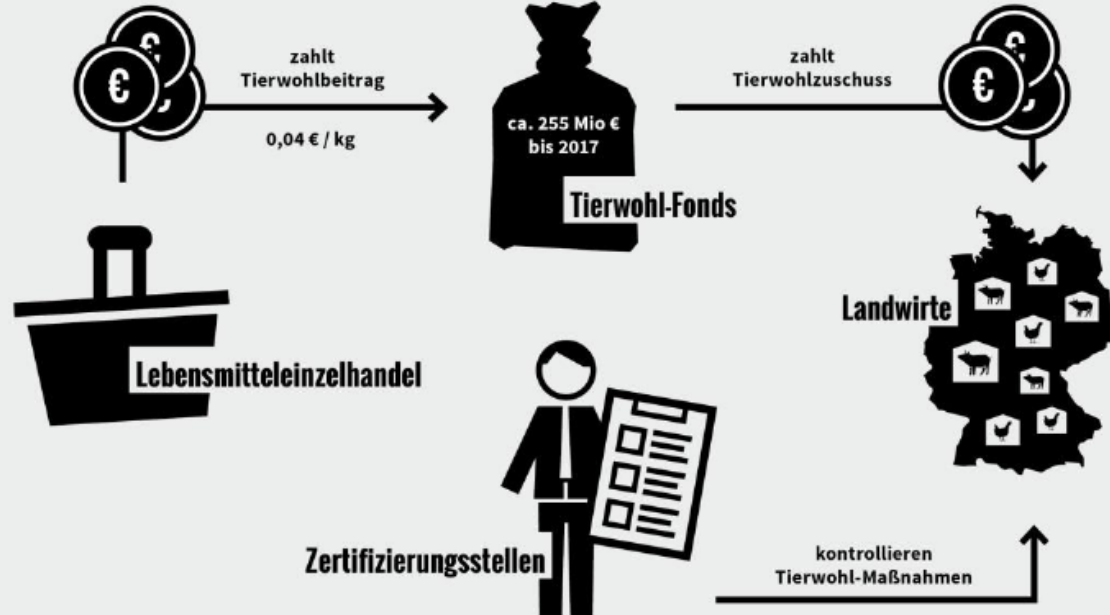 zahlt
Tierwohlbeitrag
0,04 € / kg
ca. 255 Mio €
bis 2017
Tierwohl-Fonds
zahlt
Tierwohlzuschuss
Lebensmitteleinzelhandel
Landwirte
Zertifizierungsstellen
kontrollieren
Tierwohl-Maßnahmen